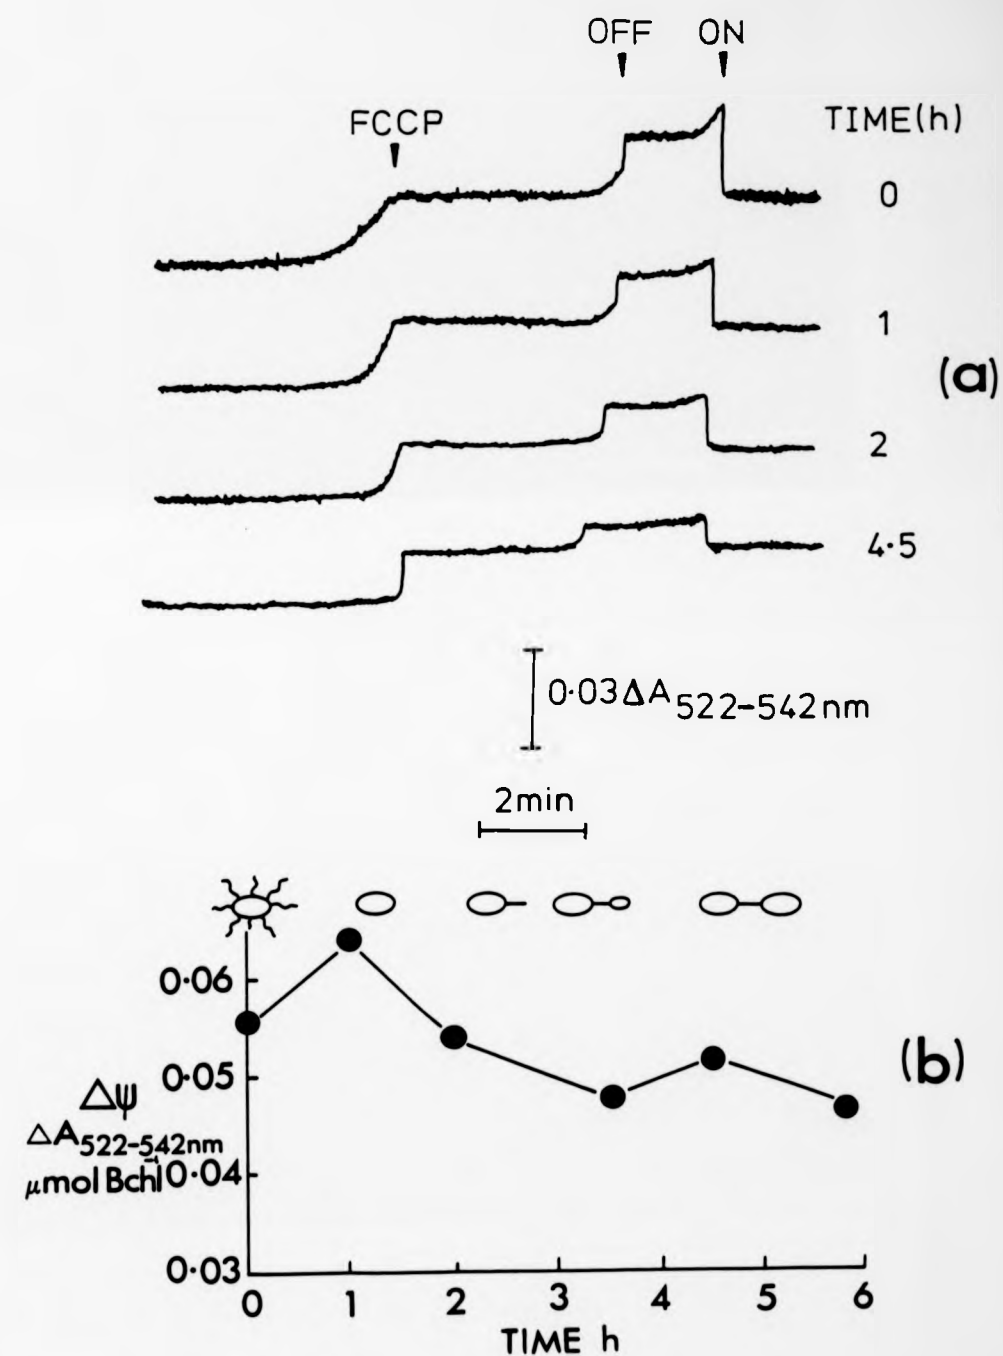 OFF ON
FCCP
TIME(h)
0
1
(a)
2
4·5
0·03ΔA522-542nm
2min
0·06
0·05
(b)
Δψ
ΔA522-542nm
μmol Bchl-1
0·04
0·03
0 1 2 3 4 5 6
TIME h